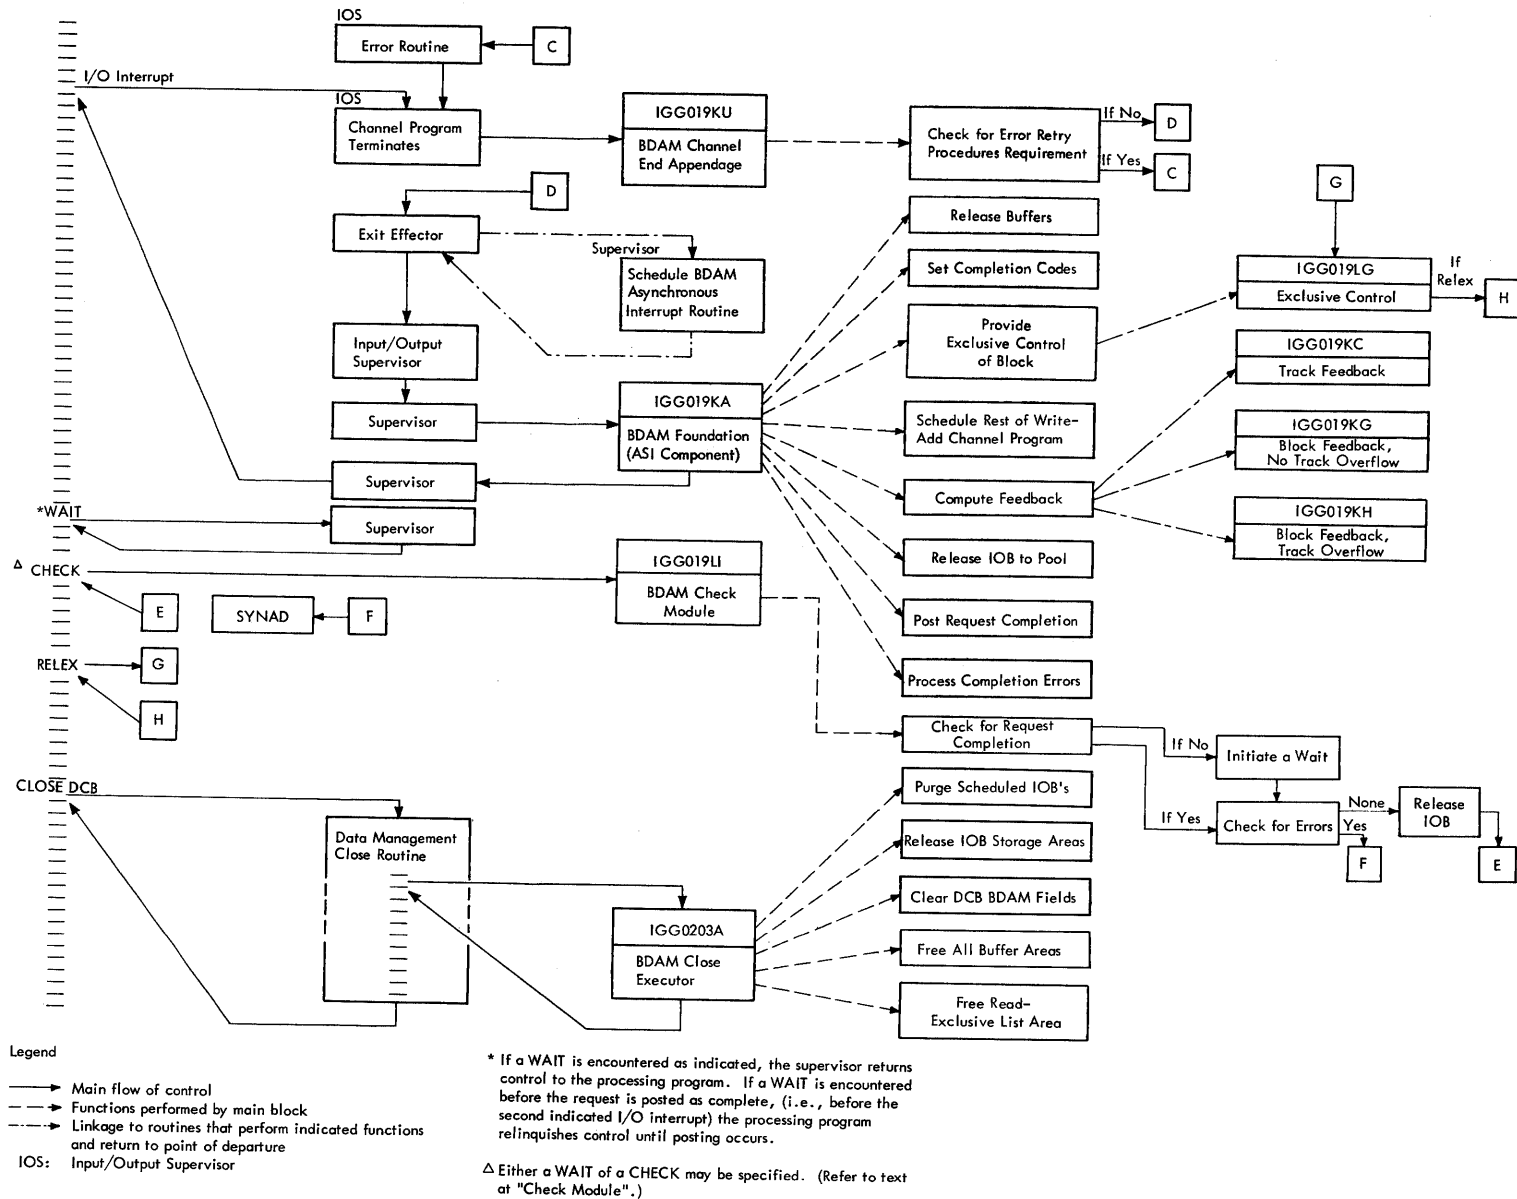 IOS
Error Routine
C
I/O Interrupt
IOS
Channel Program
Terminates
IGG019KU
BDAM Channel
End Appendage
Check for Error Retry
Procedures Requirement
If No
D
If Yes
C
D
Exit Effector
Supervisor
Schedule BDAM
Asynchronous
Interrupt Routine
Release Buffers
Set Completion Codes
G
IGG019LG
Exclusive Control
If
Relex
H
Provide
Exclusive Control
of Block
Input/Output
Supervisor
IGG019KC
Track Feedback
Supervisor
IGG019KA
BDAM Foundation
(ASI Component)
Schedule Rest of Write-
Add Channel Program
IGG019KG
Block Feedback,
No Track Overflow
Supervisor
Compute Feedback
*WAIT
Supervisor
IGG019KH
Block Feedback,
Track Overflow
Release IOB to Pool
Δ CHECK
IGG019LI
BDAM Check
Module
E
SYNAD
F
Post Request Completion
RELEX
G
Process Completion Errors
H
Check for Request
Completion
If No
Initiate a Wait
If Yes
Check for Errors
None
Yes
Release
IOB
F
E
CLOSE DCB
Data Management
Close Routine
Purge Scheduled IOB's
Release IOB Storage Areas
Clear DCB BDAM Fields
IGG0203A
BDAM Close
Executor
Free All Buffer Areas
Free Read-
Exclusive List Area
Legend
Main flow of control
Functions performed by main block
Linkage to routines that perform indicated functions
and return to point of departure
IOS: Input/Output Supervisor
* If a WAIT is encountered as indicated, the supervisor returns
control to the processing program. If a WAIT is encountered
before the request is posted as complete, (i.e., before the
second indicated I/O interrupt) the processing program
relinquishes control until posting occurs.
Δ Either a WAIT of a CHECK may be specified. (Refer to text
at "Check Module".)